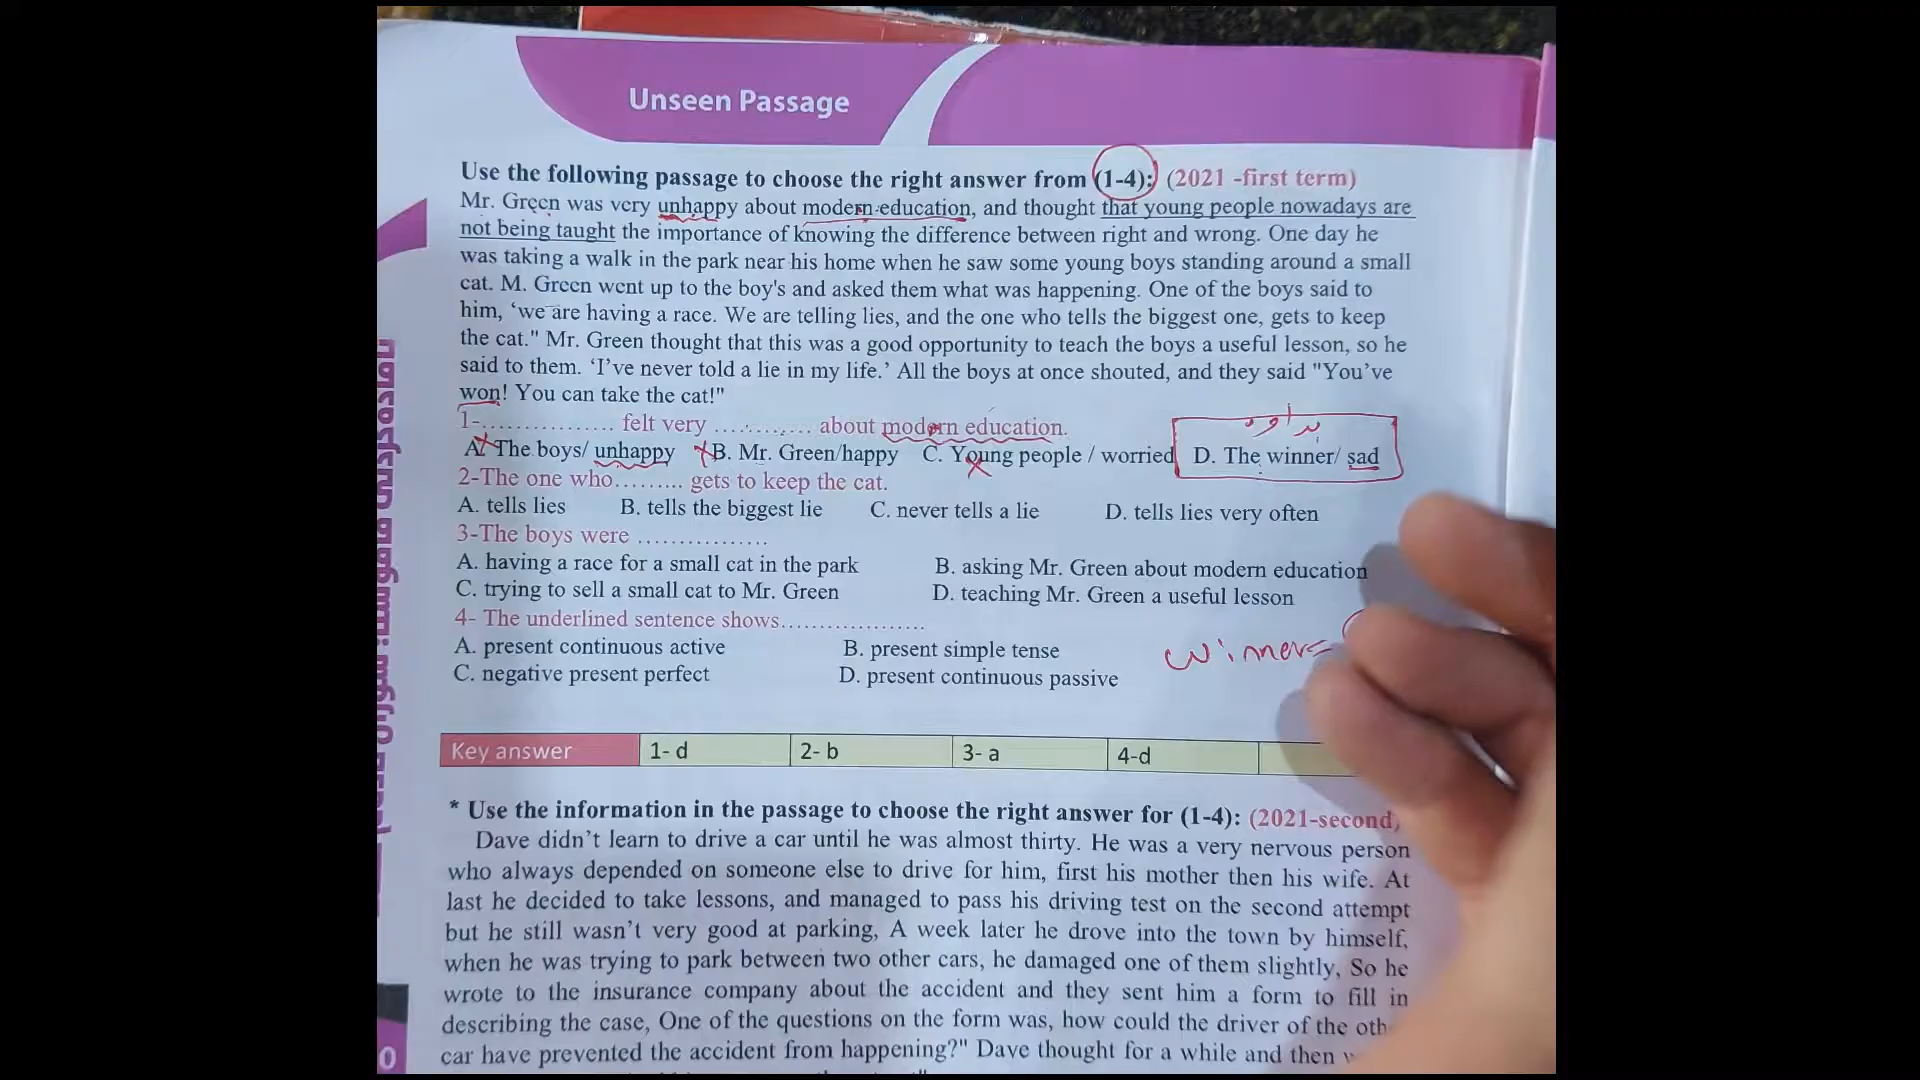 Unseen Passage
Use the following passage to choose the right answer from (1-4): (2021 -first term)
Mr. Green was very unhappy about modern education, and thought that young people nowadays are
not being taught the importance of knowing the difference between right and wrong. One day he
was taking a walk in the park near his home when he saw some young boys standing around a small
cat. M. Green went up to the boy's and asked them what was happening. One of the boys said to
him, ‘we are having a race. We are telling lies, and the one who tells the biggest one, gets to keep
the cat." Mr. Green thought that this was a good opportunity to teach the boys a useful lesson, so he
said to them. ‘I’ve never told a lie in my life.’ All the boys at once shouted, and they said "You’ve
won! You can take the cat!"
1-................ felt very ............ about modern education.
A. The boys/ unhappy B. Mr. Green/happy C. Young people / worried D. The winner/ sad
2-The one who......... gets to keep the cat.
A. tells lies B. tells the biggest lie C. never tells a lie D. tells lies very often
3-The boys were ................
A. having a race for a small cat in the park B. asking Mr. Green about modern education
C. trying to sell a small cat to Mr. Green D. teaching Mr. Green a useful lesson
4- The underlined sentence shows...................
A. present continuous active B. present simple tense
C. negative present perfect D. present continuous passive
winner=
Key answer 1- d 2- b 3- a 4-d
* Use the information in the passage to choose the right answer for (1-4): (2021-second)
Dave didn’t learn to drive a car until he was almost thirty. He was a very nervous person
who always depended on someone else to drive for him, first his mother then his wife. At
last he decided to take lessons, and managed to pass his driving test on the second attempt
but he still wasn’t very good at parking, A week later he drove into the town by himself,
when he was trying to park between two other cars, he damaged one of them slightly, So he
wrote to the insurance company about the accident and they sent him a form to fill in
describing the case, One of the questions on the form was, how could the driver of the oth
car have prevented the accident from happening?" Dave thought for a while and then
0